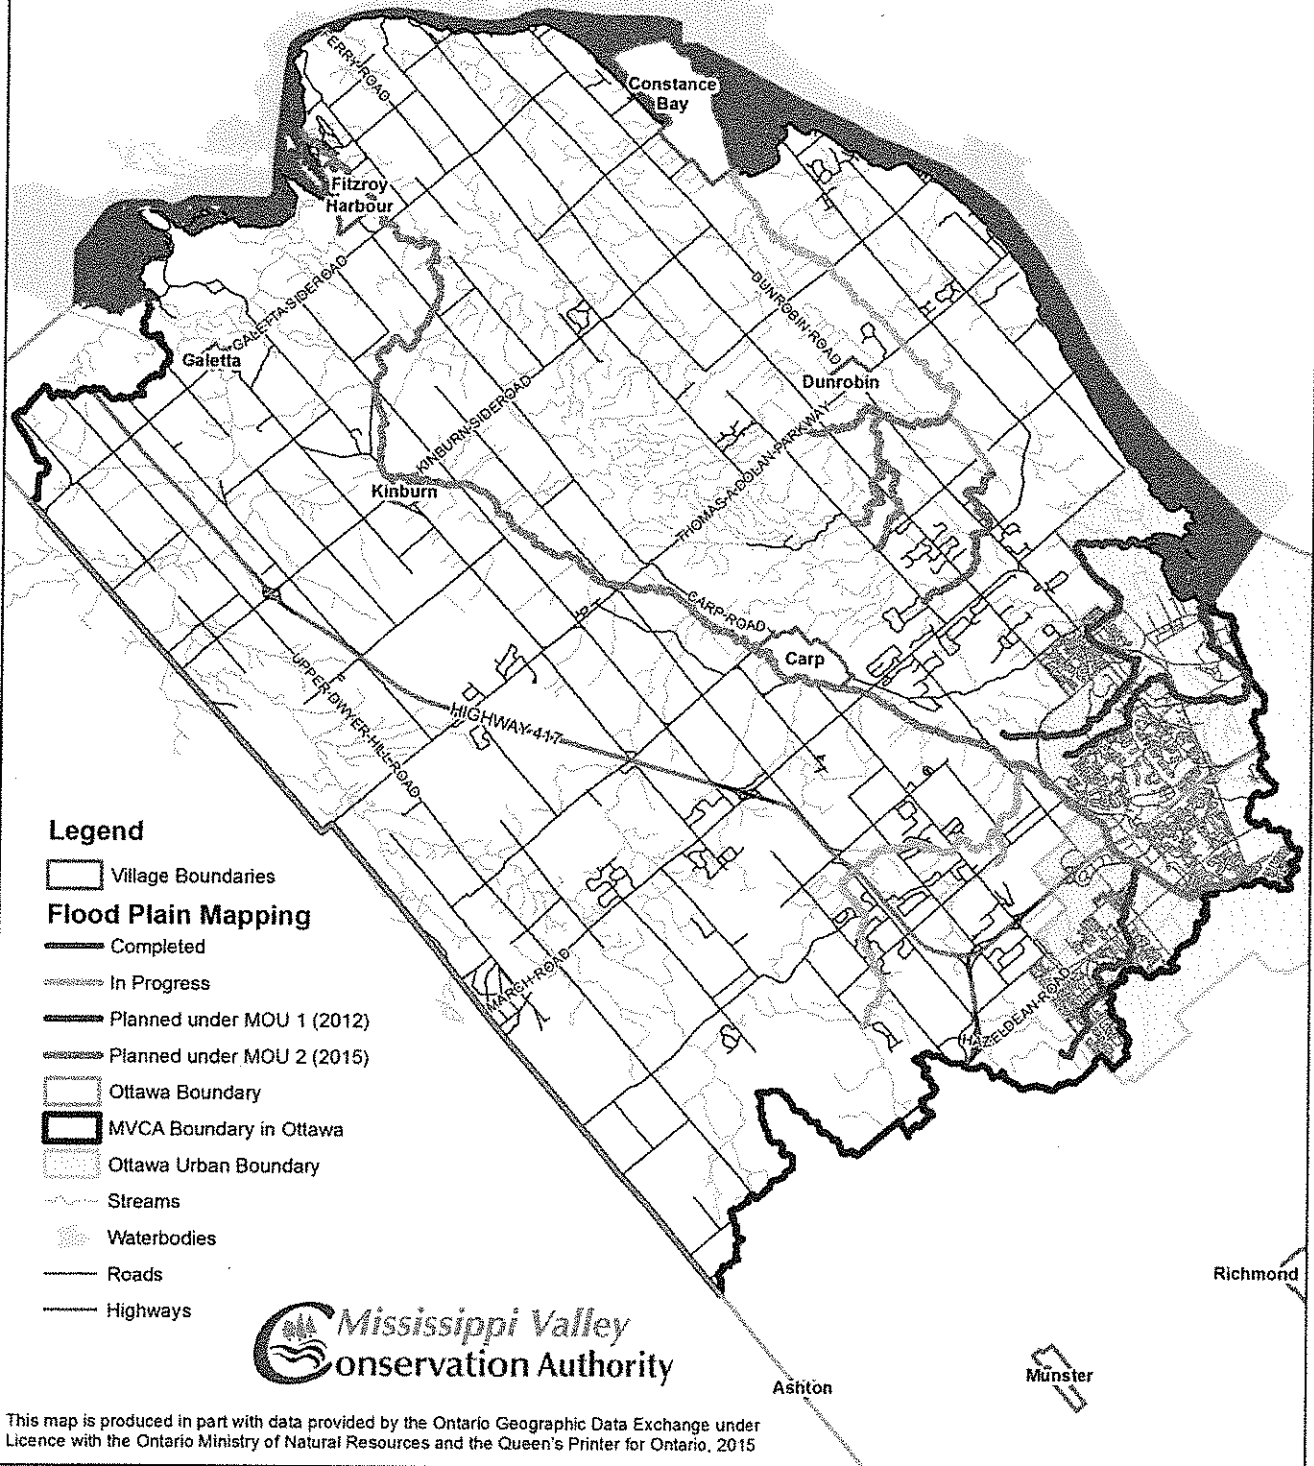 FERRY-ROAD
Constance
Bay
Fitzroy
Harbour
GALETTA-SIDEROAD
DUNROBIN-ROAD
Galetta
Dunrobin
KINBURN-SIDEROAD
THOMAS-A-DOLAN-PARKWAY
Kinburn
CARP-ROAD
Carp
UPPER-DWYER-HILL-ROAD
HIGHWAY-417
MARCH-ROAD
HAZELDEAN-ROAD
Legend
Village Boundaries
Flood Plain Mapping
Completed
In Progress
Planned under MOU 1 (2012)
Planned under MOU 2 (2015)
Ottawa Boundary
MVCA Boundary in Ottawa
Ottawa Urban Boundary
Streams
Waterbodies
Roads
Highways
Richmond
Munster
Ashton
Mississippi Valley
Conservation Authority
This map is produced in part with data provided by the Ontario Geographic Data Exchange under
Licence with the Ontario Ministry of Natural Resources and the Queen's Printer for Ontario, 2015